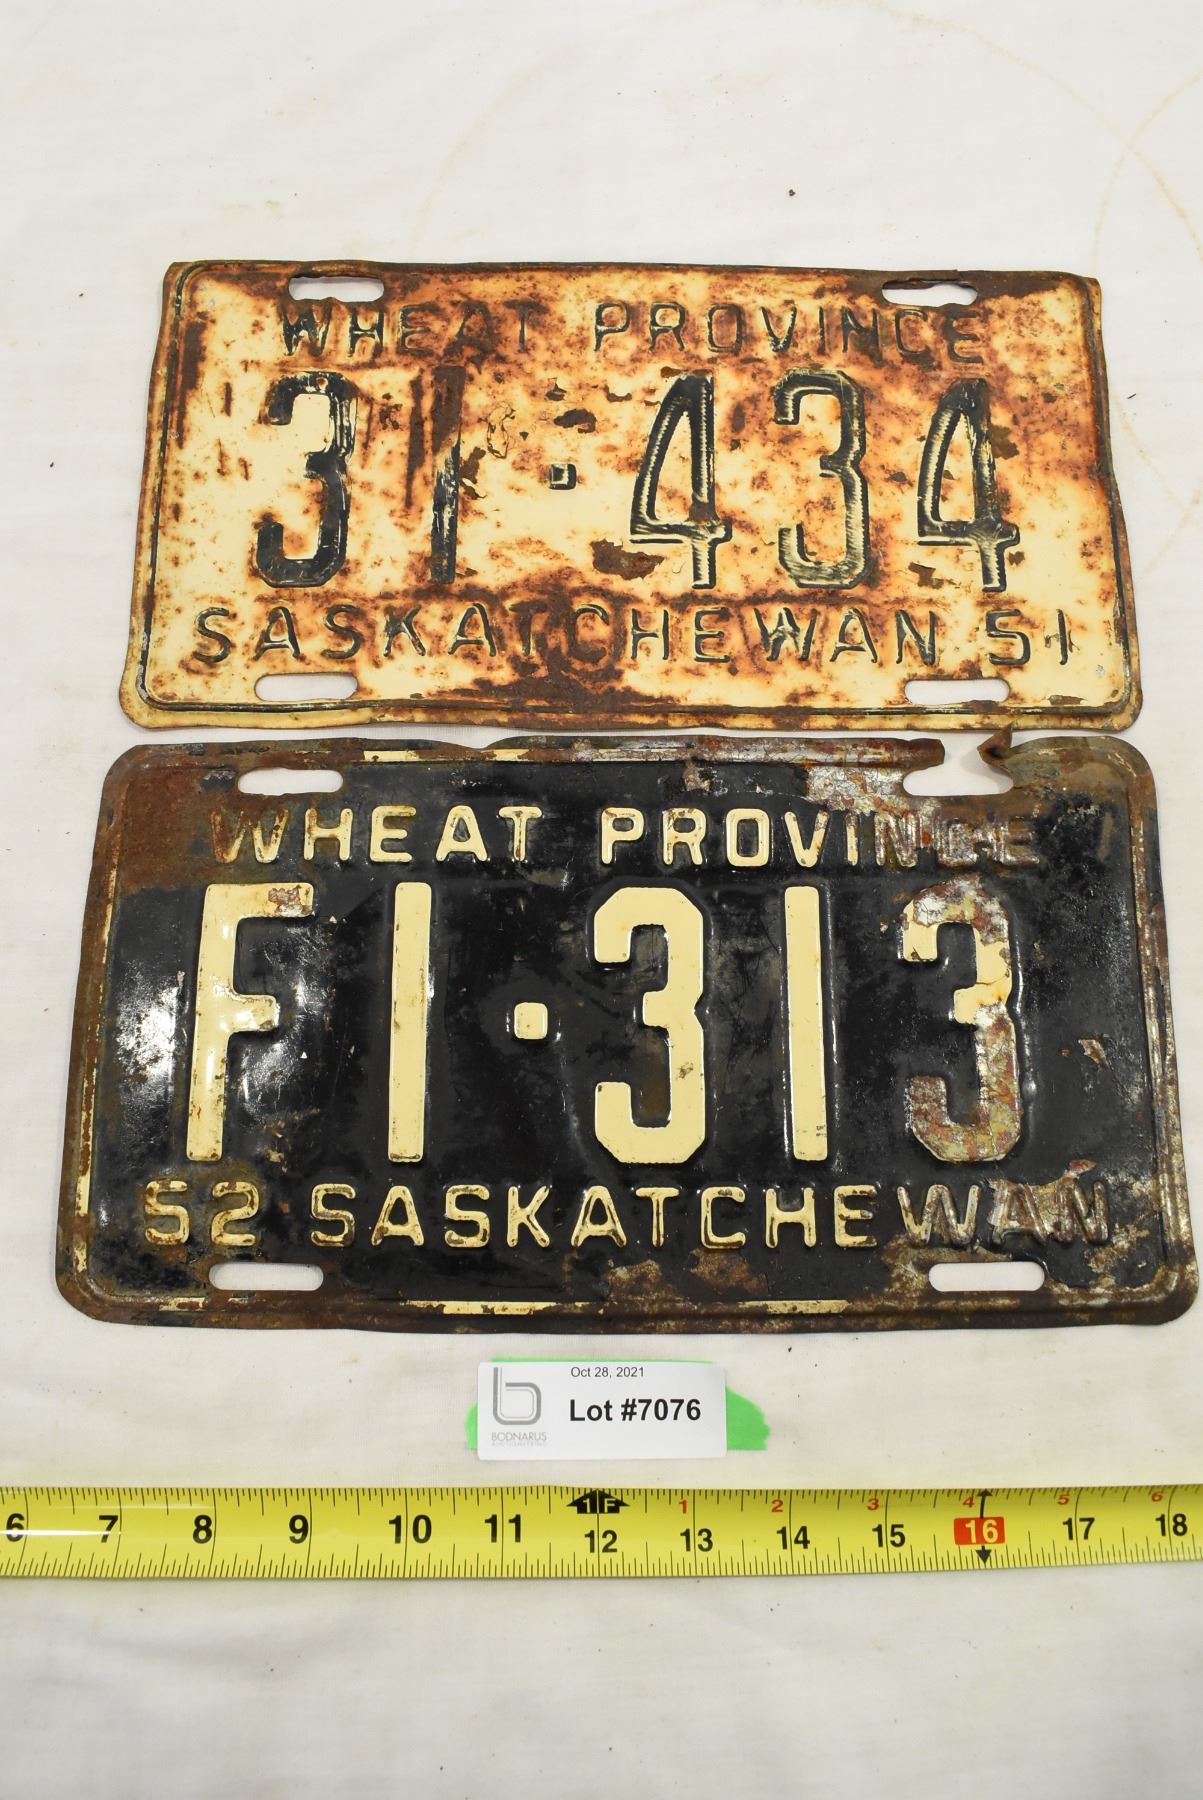 WHEAT PROVINCE
31·434
SASKATCHEWAN 51
WHEAT PROVINCE
F1·313
52 SASKATCHEWAN
Oct 28, 2021
Lot #7076
BODNARUS
AUCTIONEERING
1F 1 2 3 4 5 6
6 7 8 9 10 11 12 13 14 15 16 17 18